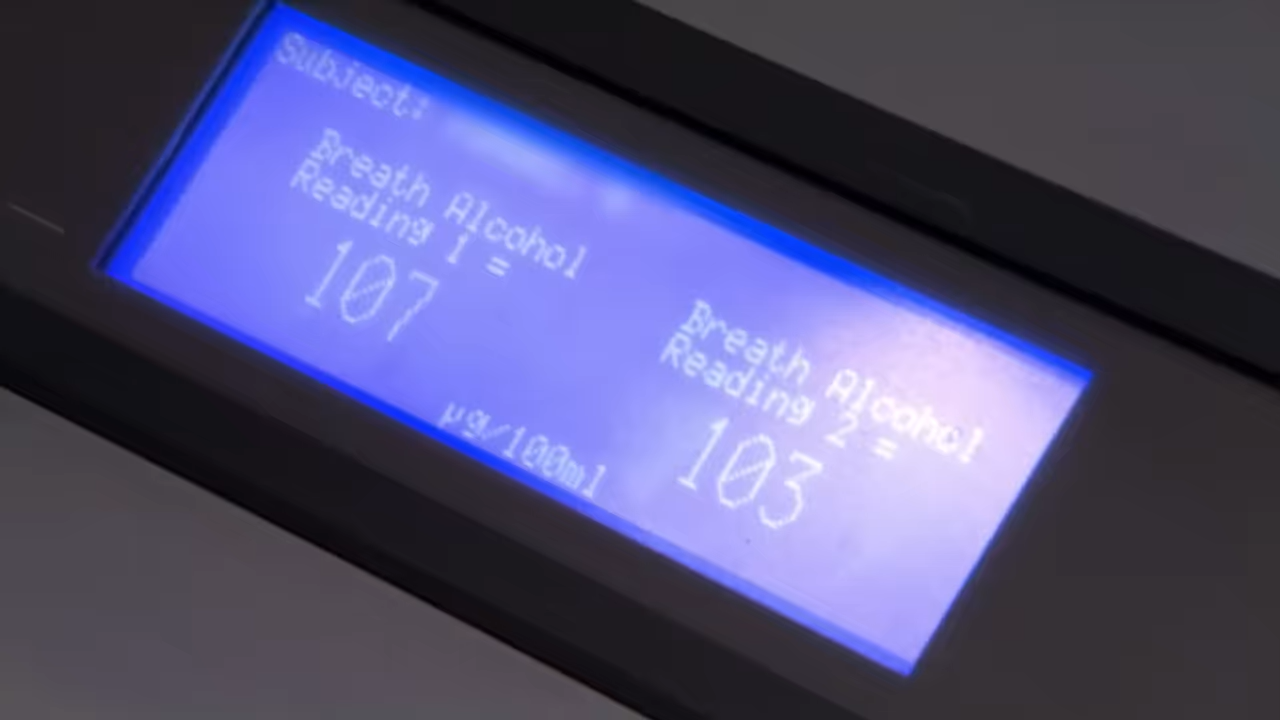 Subject:
Breath Alcohol
Reading 1 =
107
Breath Alcohol
Reading 2 =
103
µg/100ml